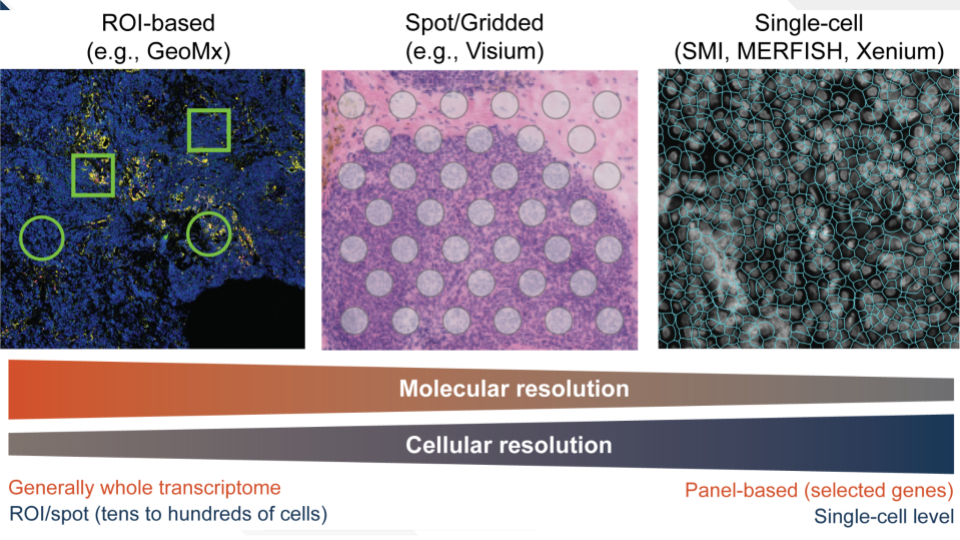 ROI-based
(e.g., GeoMx)
Spot/Gridded
(e.g., Visium)
Single-cell
(SMI, MERFISH, Xenium)
Molecular resolution
Cellular resolution
Generally whole transcriptome
ROI/spot (tens to hundreds of cells)
Panel-based (selected genes)
Single-cell level